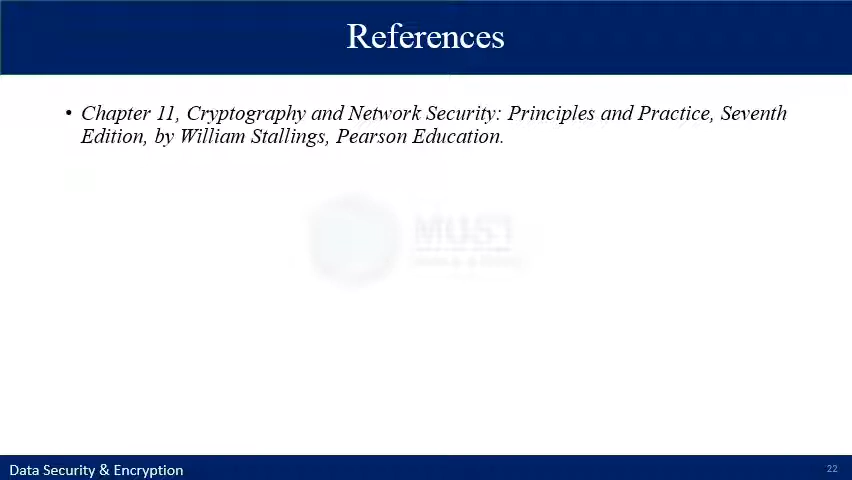 References
• Chapter 11, Cryptography and Network Security: Principles and Practice, Seventh
Edition, by William Stallings, Pearson Education.
MUST
Data Security & Encryption
22